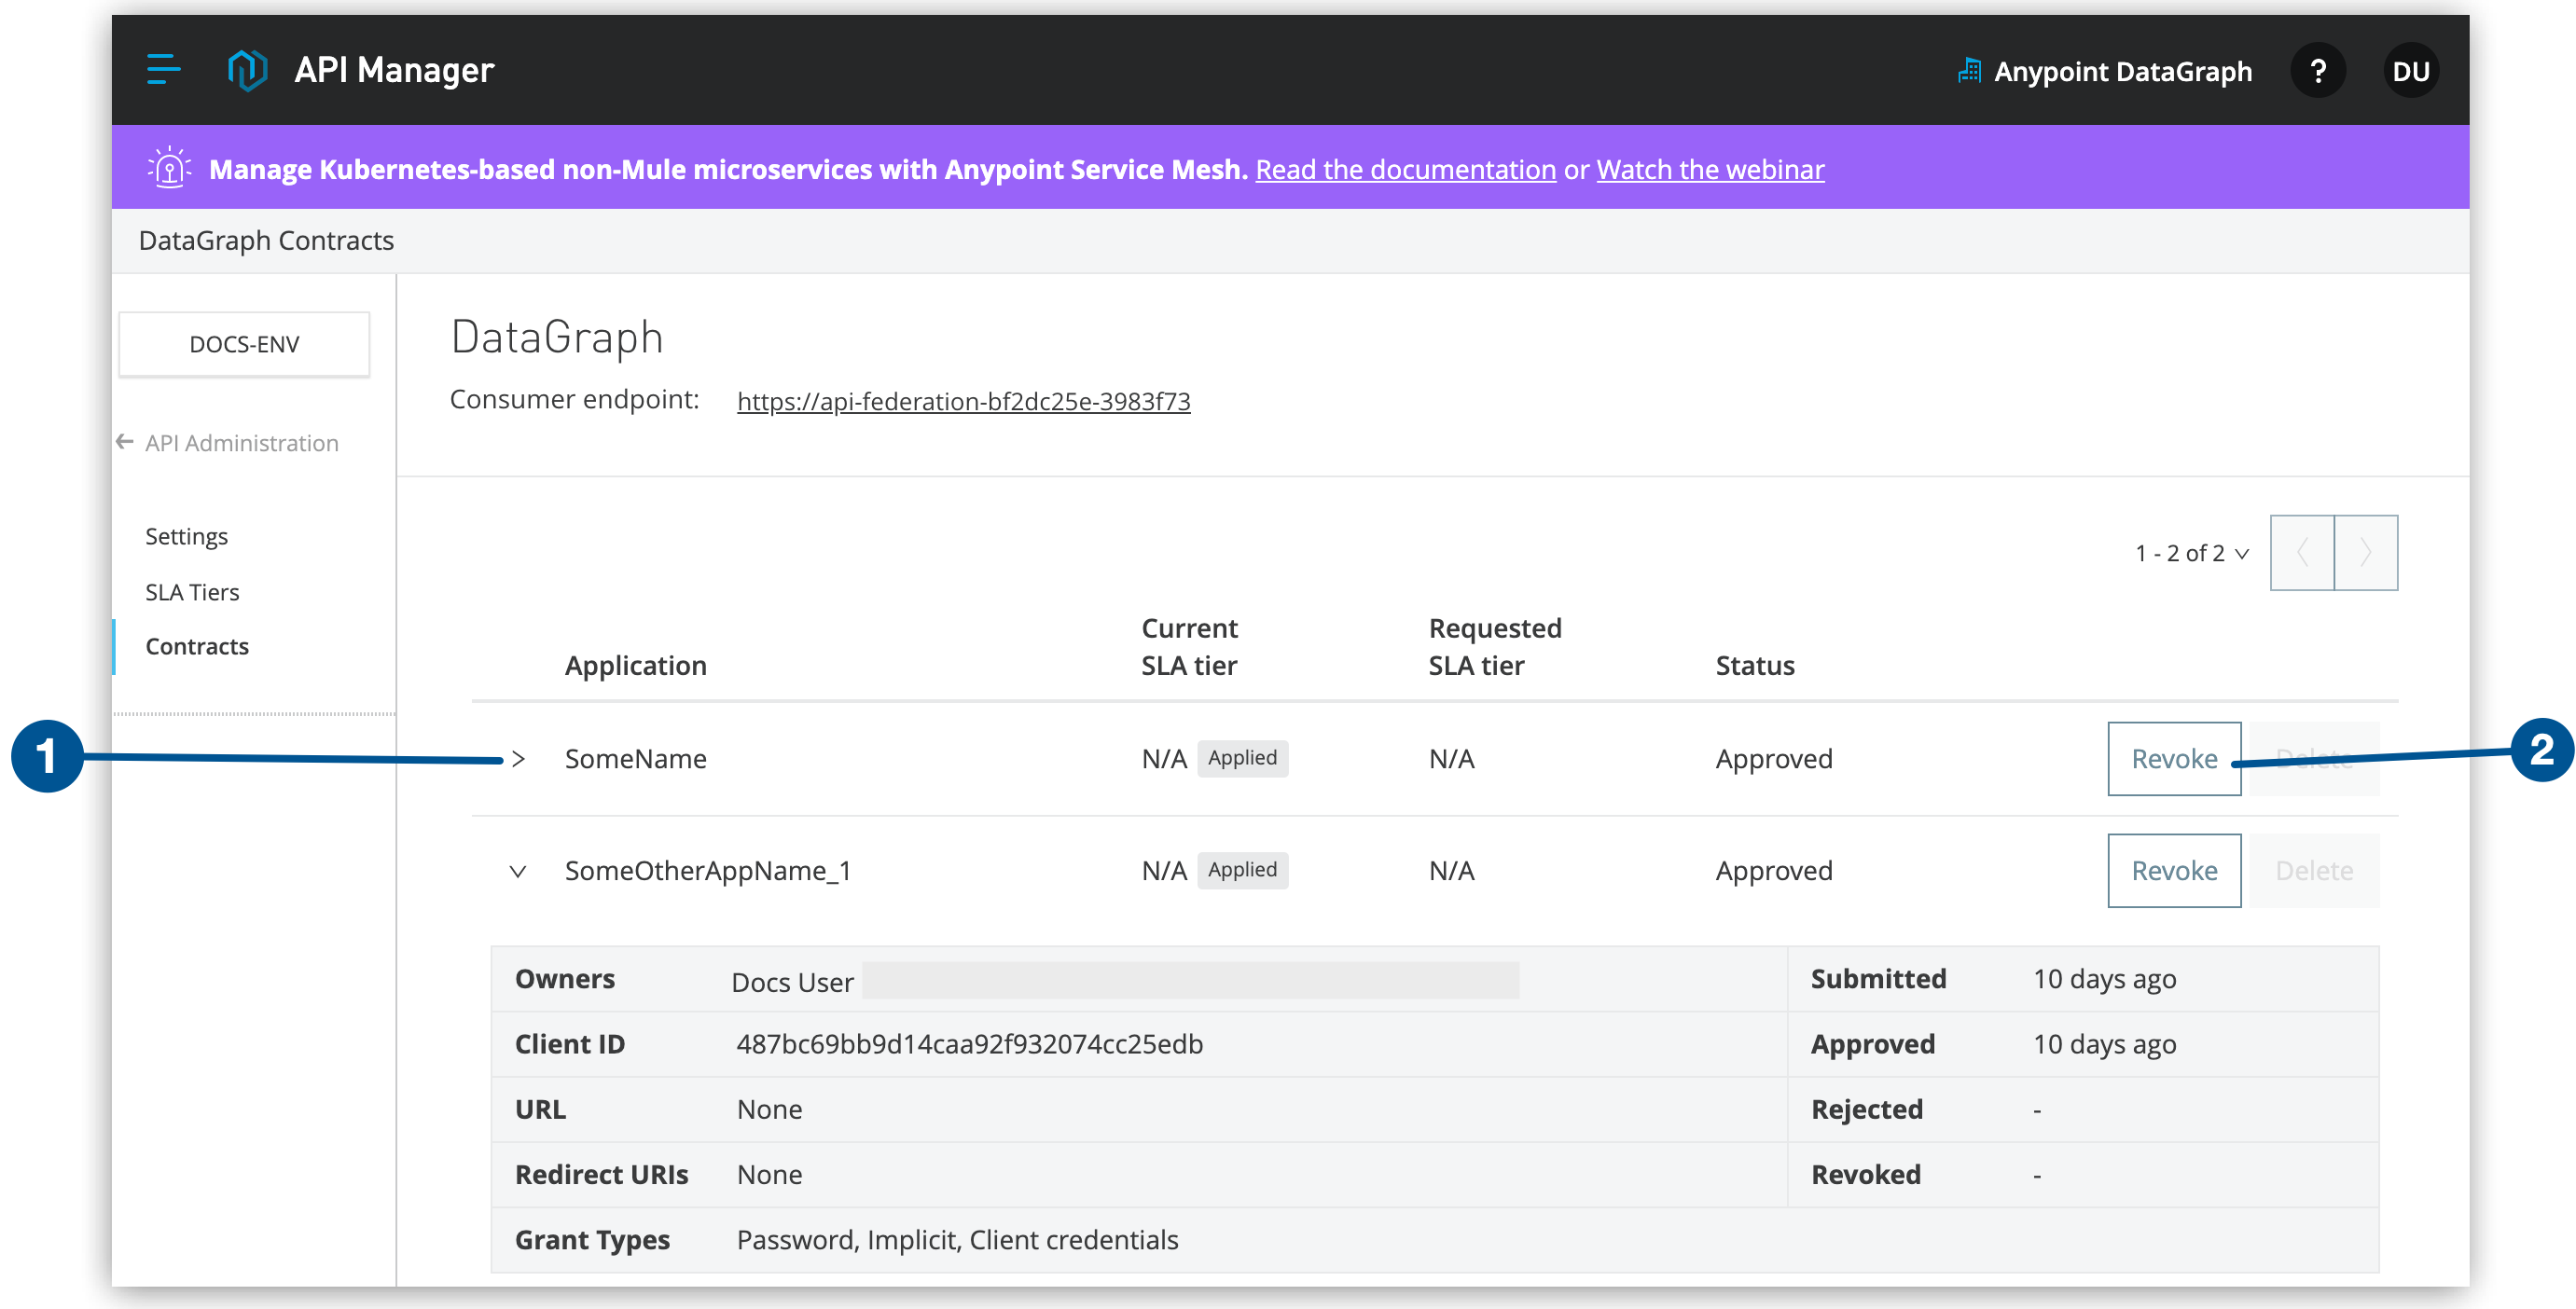 API Manager
Anypoint DataGraph
?
DU
Manage Kubernetes-based non-Mule microservices with Anypoint Service Mesh. Read the documentation or Watch the webinar
DataGraph Contracts
DOCS-ENV
API Administration
Settings
SLA Tiers
Contracts
DataGraph
Consumer endpoint: https://api-federation-bf2dc25e-3983f73
1 - 2 of 2
Application Current SLA tier Requested SLA tier Status
1
SomeName N/A Applied N/A Approved Revoke Delete
2
SomeOtherAppName_1 N/A Applied N/A Approved Revoke Delete
Owners Docs User Submitted 10 days ago
Client ID 487bc69bb9d14caa92f932074cc25edb Approved 10 days ago
URL None Rejected -
Redirect URIs None Revoked -
Grant Types Password, Implicit, Client credentials